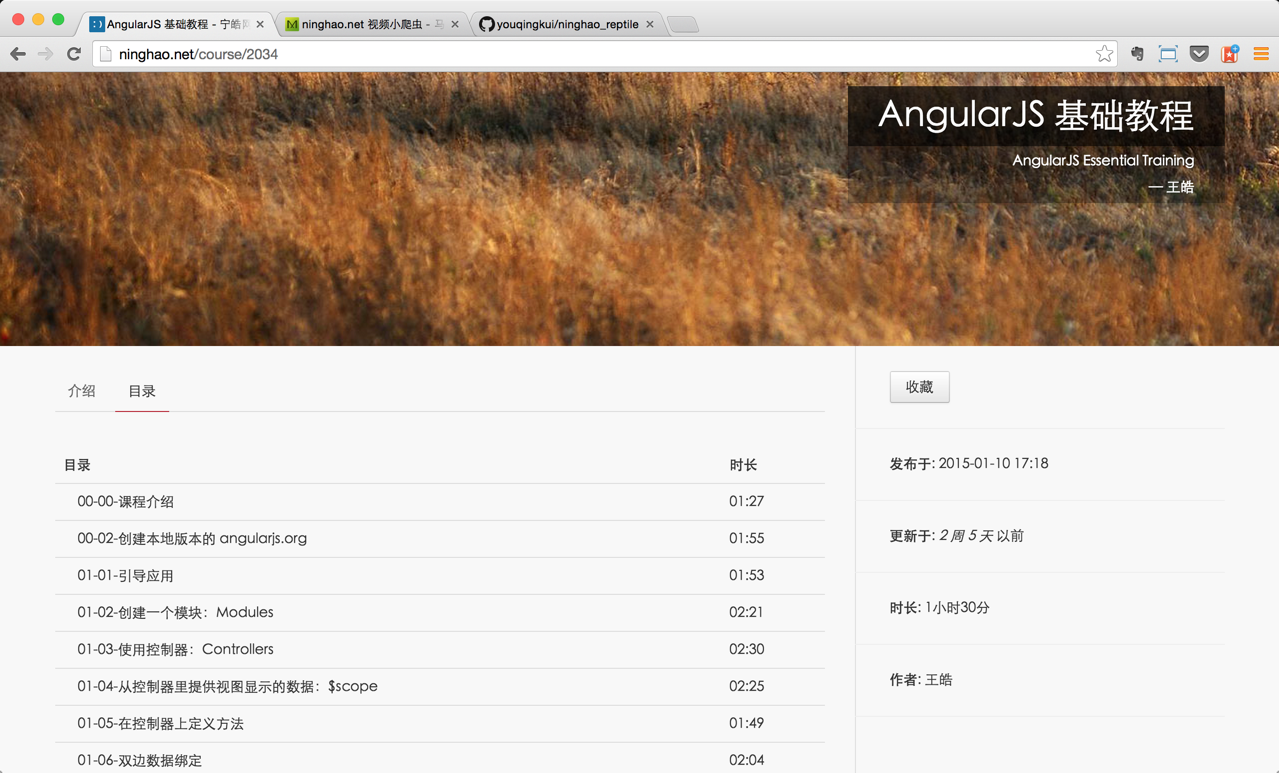 AngularJS 基础教程 - 宁皓
ninghao.net 视频小爬虫 - 马
youqingkui/ninghao_reptile
ninghao.net/course/2034
AngularJS 基础教程
AngularJS Essential Training
— 王皓
介绍 目录
收藏
目录 时长
发布于: 2015-01-10 17:18
00-00-课程介绍 01:27
00-02-创建本地版本的 angularjs.org 01:55
更新于: 2 周 5 天 以前
01-01-引导应用 01:53
01-02-创建一个模块：Modules 02:21
时长: 1小时30分
01-03-使用控制器：Controllers 02:30
01-04-从控制器里提供视图显示的数据：$scope 02:25
作者: 王皓
01-05-在控制器上定义方法 01:49
01-06-双边数据绑定 02:04